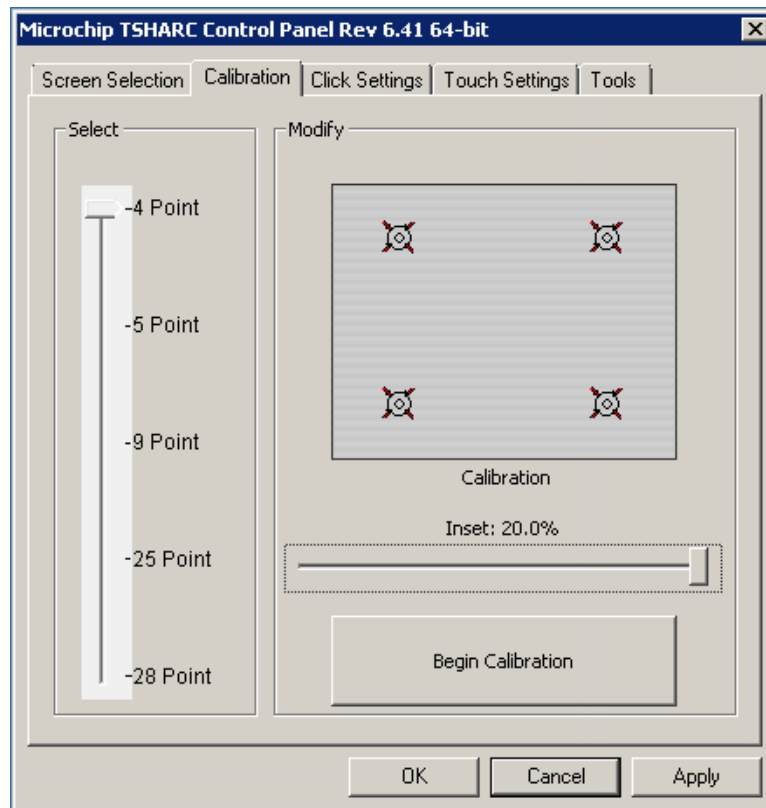 Microchip TSHARC Control Panel Rev 6.41 64-bit
Screen Selection Calibration Click Settings Touch Settings Tools
Select
-4 Point
-5 Point
-9 Point
-25 Point
-28 Point
Modify
Calibration
Inset: 20.0%
Begin Calibration
OK Cancel Apply